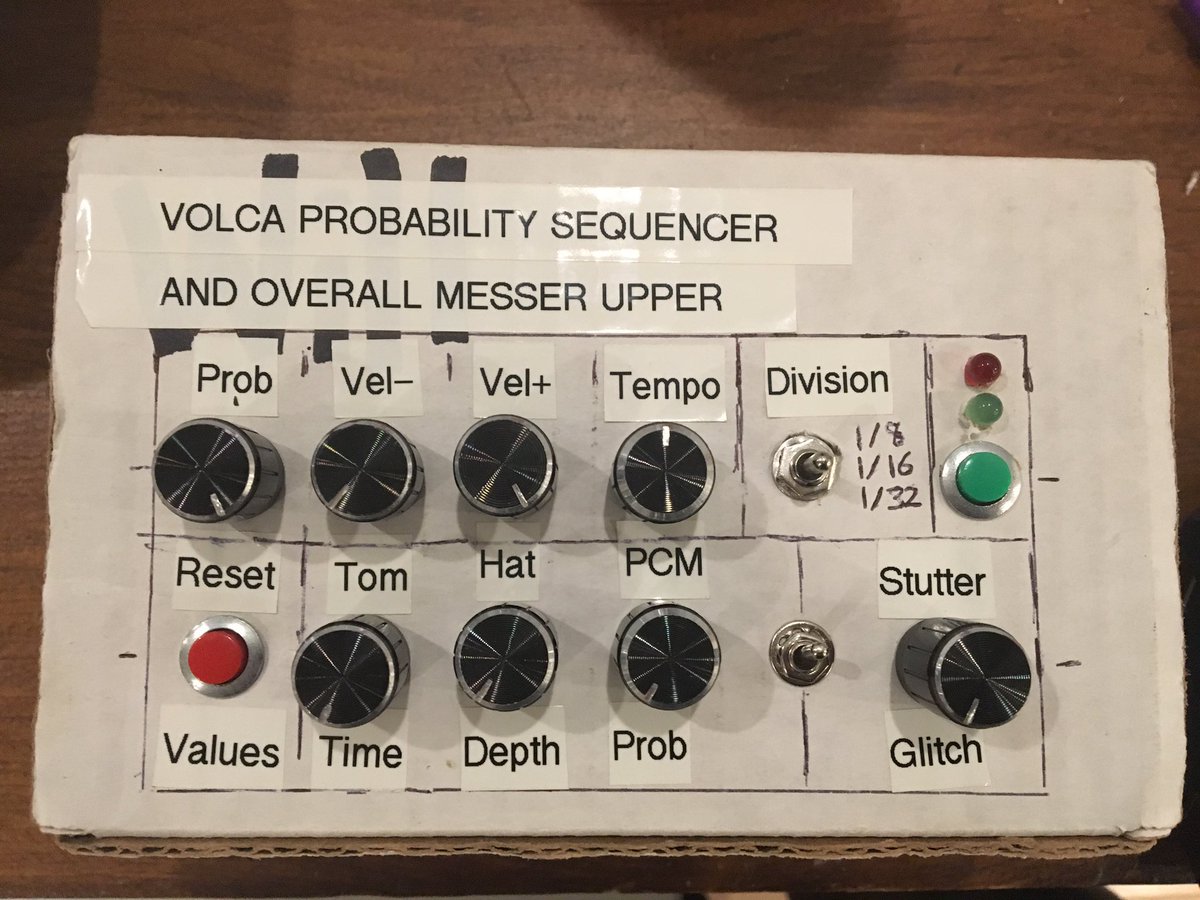 VOLCA PROBABILITY SEQUENCER
AND OVERALL MESSER UPPER
Prob
Vel-
Vel+
Tempo
Division
1/8
1/16
1/32
Reset
Tom
Hat
PCM
Stutter
Values
Time
Depth
Prob
Glitch